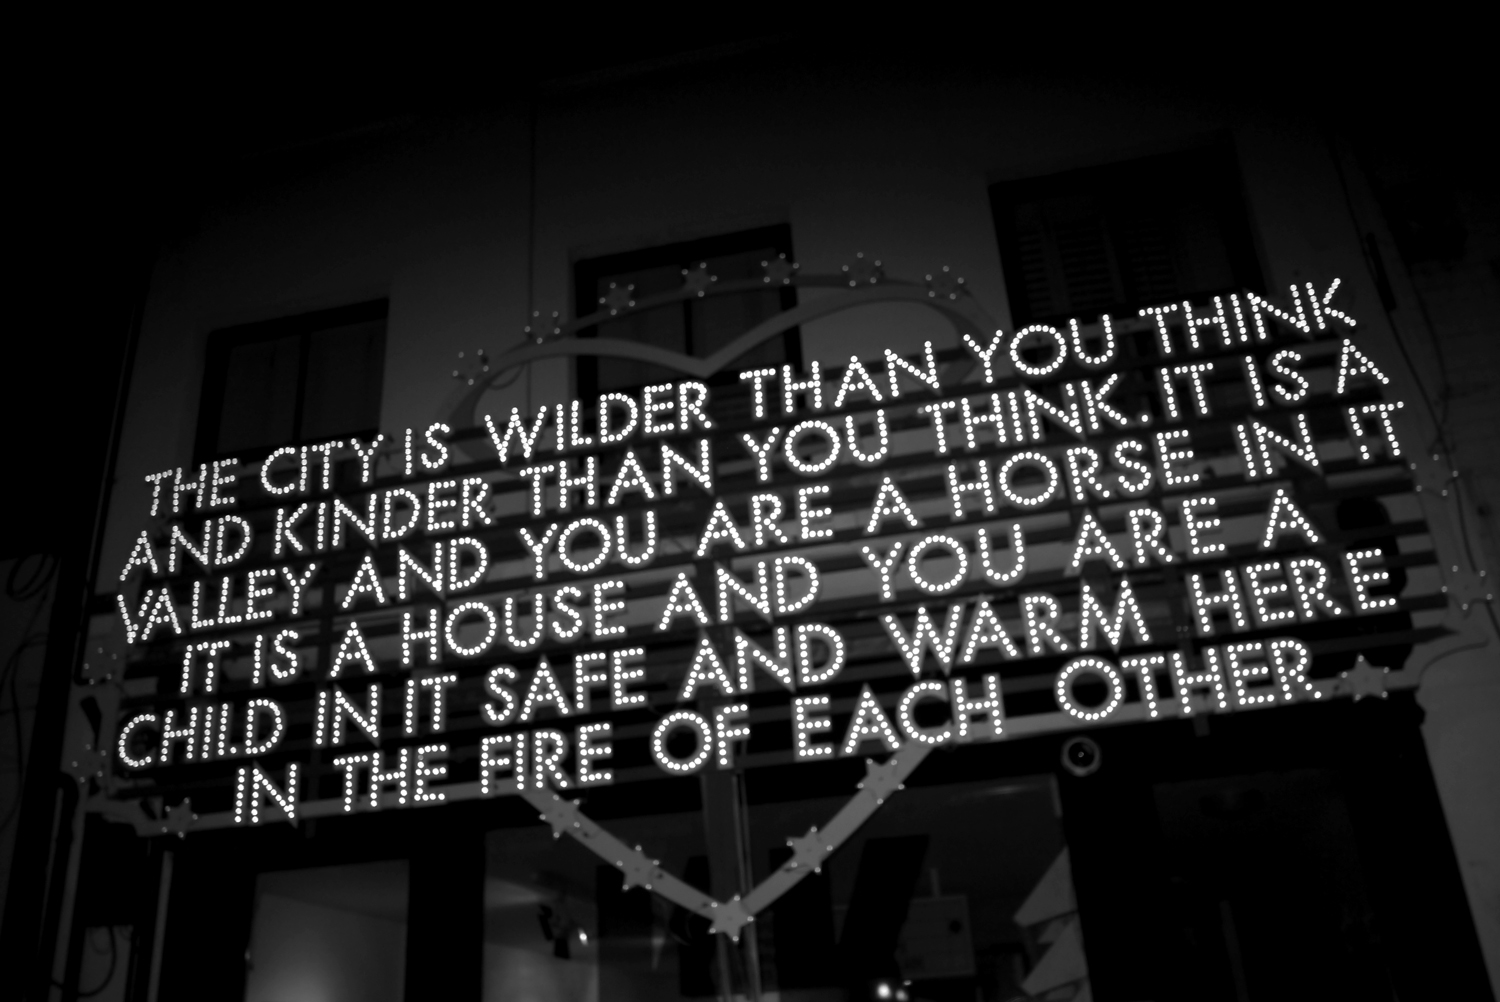 THE CITY IS WILDER THAN YOU THINK
AND KINDER THAN YOU THINK. IT IS A
VALLEY AND YOU ARE A HORSE IN IT
IT IS A HOUSE AND YOU ARE A
CHILD IN IT SAFE AND WARM HERE
IN THE FIRE OF EACH OTHER